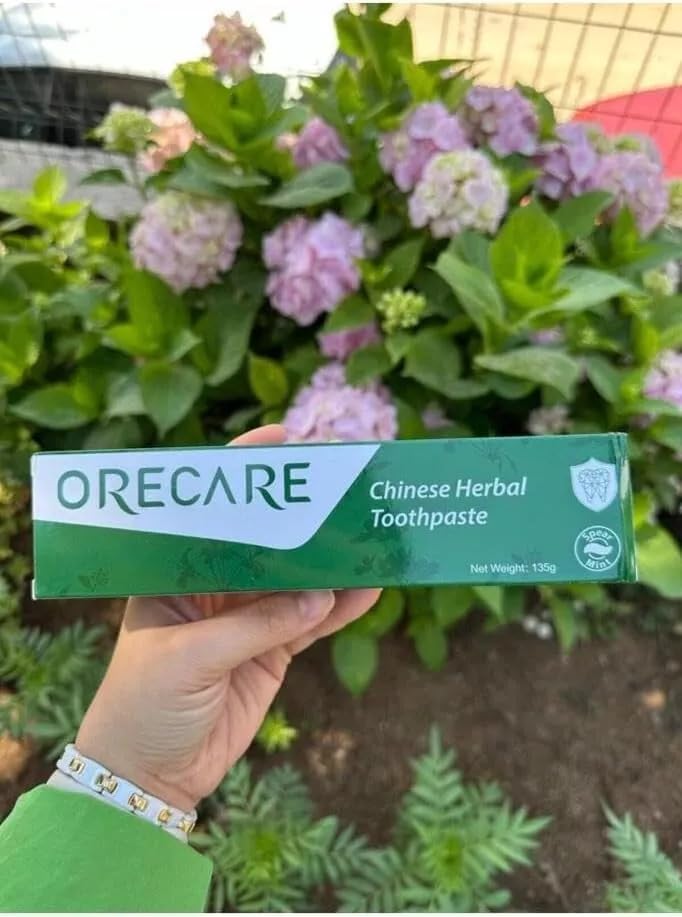 ORECARE
Chinese Herbal
Toothpaste
Net Weight: 135g
Spear
Mint